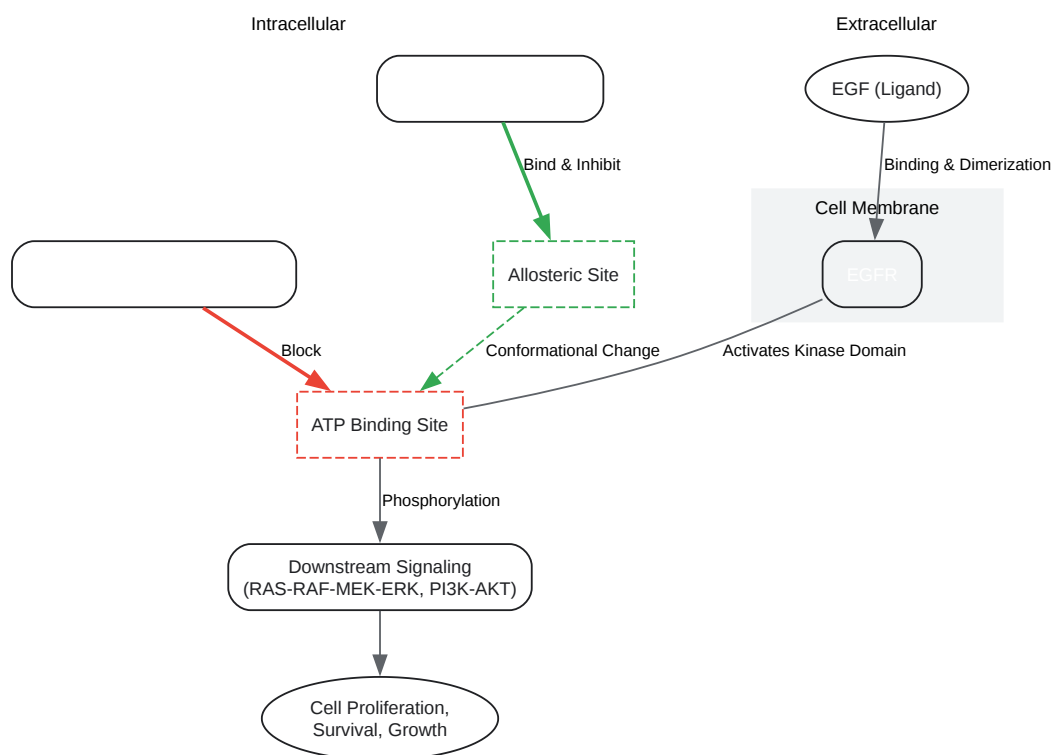 Intracellular
Extracellular
EGF (Ligand)
Bind & Inhibit
Binding & Dimerization
Cell Membrane
Allosteric Site
EGFR
Block
Conformational Change
Activates Kinase Domain
ATP Binding Site
Phosphorylation
Downstream Signaling
(RAS-RAF-MEK-ERK, PI3K-AKT)
Cell Proliferation,
Survival, Growth